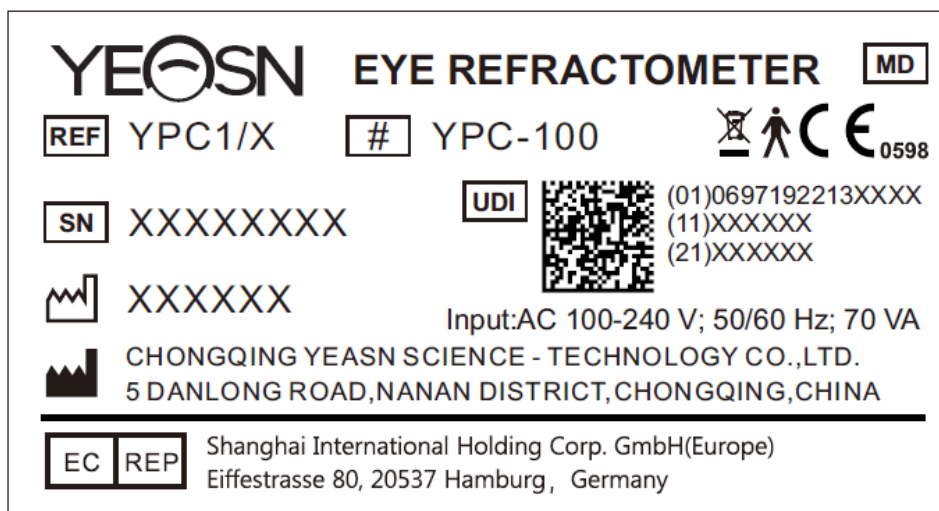 YEASN EYE REFRACTOMETER MD
REF YPC1/X # YPC-100 CE 0598
UDI (01)0697192213XXXX
(11)XXXXXX
(21)XXXXXX
SN XXXXXXXX
XXXXXX
Input:AC 100-240 V; 50/60 Hz; 70 VA
CHONGQING YEASN SCIENCE - TECHNOLOGY CO.,LTD.
5 DANLONG ROAD,NANAN DISTRICT,CHONGQING,CHINA
EC REP Shanghai International Holding Corp. GmbH(Europe)
Eiffestrasse 80, 20537 Hamburg, Germany